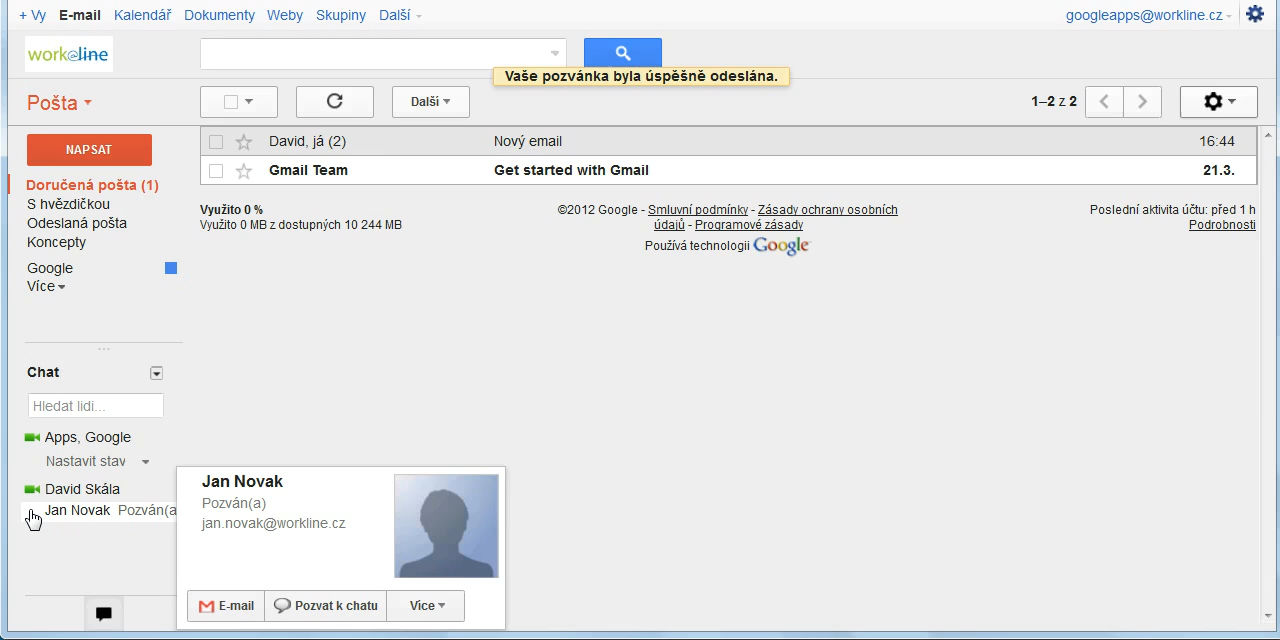 + Vy E-mail Kalendář Dokumenty Weby Skupiny Další googleapps@workline.cz
work@line
Vaše pozvánka byla úspěšně odeslána.
Pošta Další 1–2 z 2
NAPSAT
David, já (2) Nový email 16:44
Gmail Team Get started with Gmail 21.3.
Doručená pošta (1)
S hvězdičkou
Odeslaná pošta
Koncepty
Google
Více
Využito 0 %
Využito 0 MB z dostupných 10 244 MB
©2012 Google - Smluvní podmínky - Zásady ochrany osobních
údajů - Programové zásady
Používá technologii Google
Poslední aktivita účtu: před 1 h
Podrobnosti
Chat
Hledat lidi...
Apps, Google
Nastavit stav
David Skála
Jan Novak Pozván(a
Jan Novak
Pozván(a)
jan.novak@workline.cz
E-mail Pozvat k chatu Více